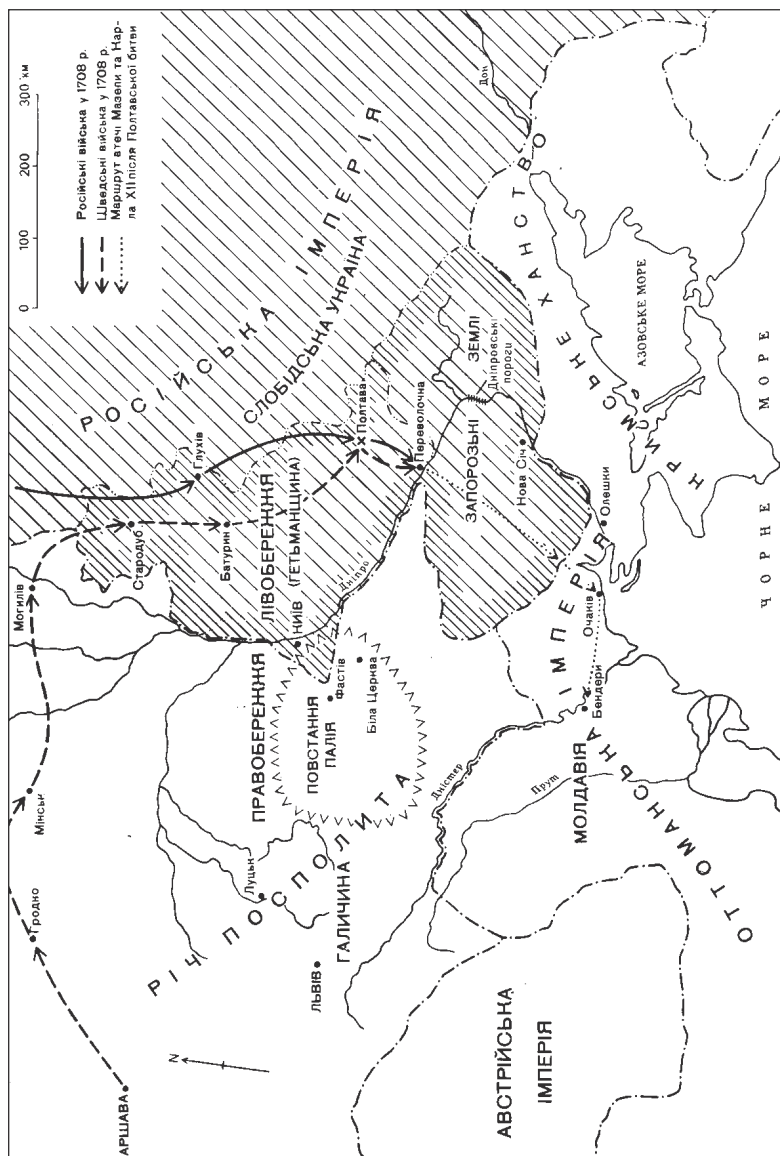 0 100 200 300 км
Російські війська у 1708 р.
Шведські війська у 1708 р.
Маршрут втечі Мазепи та Кар-
ла XII після Полтавської битви
РОСІЙСЬКА ІМПЕРІЯ
СЛОБІДСЬКА УКРАЇНА
Дон
АРШАВА
Гродно
Мінськ
Могилів
Стародуб
Глухів
Батурин
ЛІВОБЕРЕЖЖЯ
(ГЕТЬМАНЩИНА)
Полтава
Переволочна
Дніпро
КИЇВ
ПРАВОБЕРЕЖЖЯ
ПОВСТАННЯ
ПАЛІЯ
Фастів
Біла Церква
ЗАПОРОЗЬКІ
ЗЕМЛІ
Дніпровські
пороги
Нова Січ
РІЧ ПОСПОЛИТА
Луцьк
ГАЛИЧИНА
ЛЬВІВ
N
Дністер
Прут
МОЛДАВІЯ
Бендери
Очаків
Олешки
ОТТОМАНСЬКА ІМПЕРІЯ
КРИМСЬКЕ ХАНСТВО
АЗОВСЬКЕ МОРЕ
ЧОРНЕ МОРЕ
АВСТРІЙСЬКА
ІМПЕРІЯ